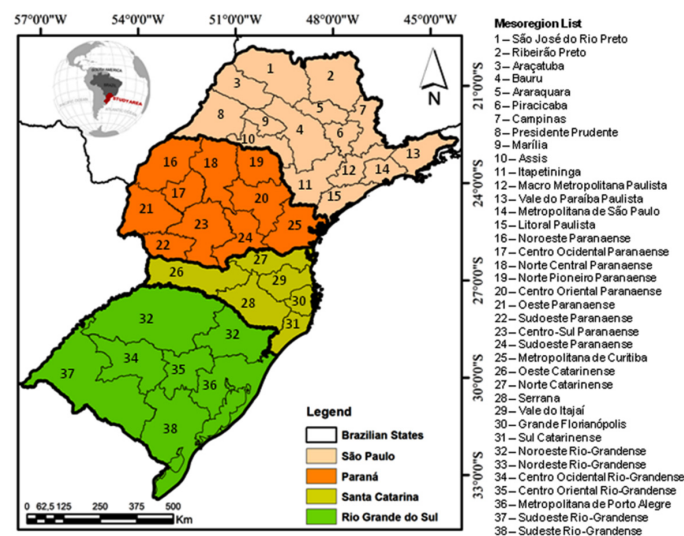 57°0'0"W 54°0'0"W 51°0'0"W 48°0'0"W 45°0'0"W
SOUTH AMERICA
STUDY AREA
N
1
2
3
5
7
8
9
4
6
10
13
12
14
11
15
16
18
19
17
20
21
23
25
24
22
27
26
29
28
30
31
32
32
34
35
37
36
38
21°0'0"S
24°0'0"S
27°0'0"S
30°0'0"S
33°0'0"S
Legend
Brazilian States
São Paulo
Paraná
Santa Catarina
Rio Grande do Sul
0 62,5 125 250 375 500
Km
Mesoregion List
1 – São José do Rio Preto
2 – Ribeirão Preto
3 – Araçatuba
4 – Bauru
5 – Araraquara
6 – Piracicaba
7 – Campinas
8 – Presidente Prudente
9 – Marília
10 – Assis
11 – Itapetininga
12 – Macro Metropolitana Paulista
13 – Vale do Paraíba Paulista
14 – Metropolitana de São Paulo
15 – Litoral Paulista
16 – Noroeste Paranaense
17 – Centro Ocidental Paranaense
18 – Norte Central Paranaense
19 – Norte Pioneiro Paranaense
20 – Centro Oriental Paranaense
21 – Oeste Paranaense
22 – Sudoeste Paranaense
23 – Centro-Sul Paranaense
24 – Sudoeste Paranaense
25 – Metropolitana de Curitiba
26 – Oeste Catarinense
27 – Norte Catarinense
28 – Serrana
29 – Vale do Itajaí
30 – Grande Florianópolis
31 – Sul Catarinense
32 – Noroeste Rio-Grandense
33 – Nordeste Rio-Grandense
34 – Centro Ocidental Rio-Grandense
35 – Centro Oriental Rio-Grandense
36 – Metropolitana de Porto Alegre
37 – Sudoeste Rio-Grandense
38 – Sudeste Rio-Grandense